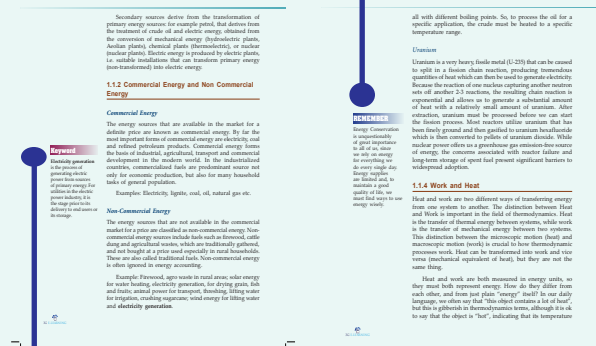 Secondary sources derive from the transformation of
primary energy sources: for example petrol, that derives from
the treatment of crude oil and electric energy, obtained from
the conversion of mechanical energy (hydroelectric plants,
Aeolian plants), chemical plants (thermoelectric), or nuclear
(nuclear plants). Electric energy is produced by electric plants,
i.e. suitable installations that can transform primary energy
(non-transformed) into electric energy.
1.1.2 Commercial Energy and Non Commercial
Energy
Commercial Energy
The energy sources that are available in the market for a
definite price are known as commercial energy. By far the
most important forms of commercial energy are electricity, coal
and refined petroleum products. Commercial energy forms
the basis of industrial, agricultural, transport and commercial
development in the modern world. In the industrialized
countries, commercialized fuels are predominant source not
only for economic production, but also for many household
tasks of general population.
Examples: Electricity, lignite, coal, oil, natural gas etc.
Non-Commercial Energy
The energy sources that are not available in the commercial
market for a price are classified as non-commercial energy. Non-
commercial energy sources include fuels such as firewood, cattle
dung and agricultural wastes, which are traditionally gathered,
and not bought at a price used especially in rural households.
These are also called traditional fuels. Non-commercial energy
is often ignored in energy accounting.
Example: Firewood, agro waste in rural areas; solar energy
for water heating, electricity generation, for drying grain, fish
and fruits; animal power for transport, threshing, lifting water
for irrigation, crushing sugarcane; wind energy for lifting water
and electricity generation.
Keyword
Electricity generation
is the process of
generating electric
power from sources
of primary energy. For
utilities in the electric
power industry, it is
the stage prior to its
delivery to end users or
its storage.
all with different boiling points. So, to process the oil for a
specific application, the crude must be heated to a specific
temperature range.
Uranium
Uranium is a very heavy, fissile metal (U-235) that can be caused
to split in a fission chain reaction, producing tremendous
quantities of heat which can then be used to generate electricity.
Because the reaction of one nucleus capturing another neutron
sets off another 2-3 reactions, the resulting chain reaction is
exponential and allows us to generate a substantial amount
of heat with a relatively small amount of uranium. After
extraction, uranium must be processed before we can start
the fission process. Most reactors utilize uranium that has
been finely ground and then gasified to uranium hexafluoride
which is then converted to pellets of uranium dioxide. While
nuclear power offers us a greenhouse gas emission-free source
of energy, the concerns associated with reactor failure and
long-term storage of spent fuel present significant barriers to
widespread adoption.
1.1.4 Work and Heat
Heat and work are two different ways of transferring energy
from one system to another. The distinction between Heat
and Work is important in the field of thermodynamics. Heat
is the transfer of thermal energy between systems, while work
is the transfer of mechanical energy between two systems.
This distinction between the microscopic motion (heat) and
macroscopic motion (work) is crucial to how thermodynamic
processes work. Heat can be transformed into work and vice
versa (mechanical equivalent of heat), but they are not the
same thing.
Heat and work are both measured in energy units, so
they must both represent energy. How do they differ from
each other, and from just plain "energy" itself? In our daily
language, we often say that "this object contains a lot of heat",
but this is gibberish in thermodynamics terms, although it is ok
to say that the object is "hot", indicating that its temperature
REMEMBER
Energy Conservation
is unquestionably
of great importance
to all of us, since
we rely on energy
for everything we
do every single day.
Energy supplies
are limited and, to
maintain a good
quality of life, we
must find ways to use
energy wisely.